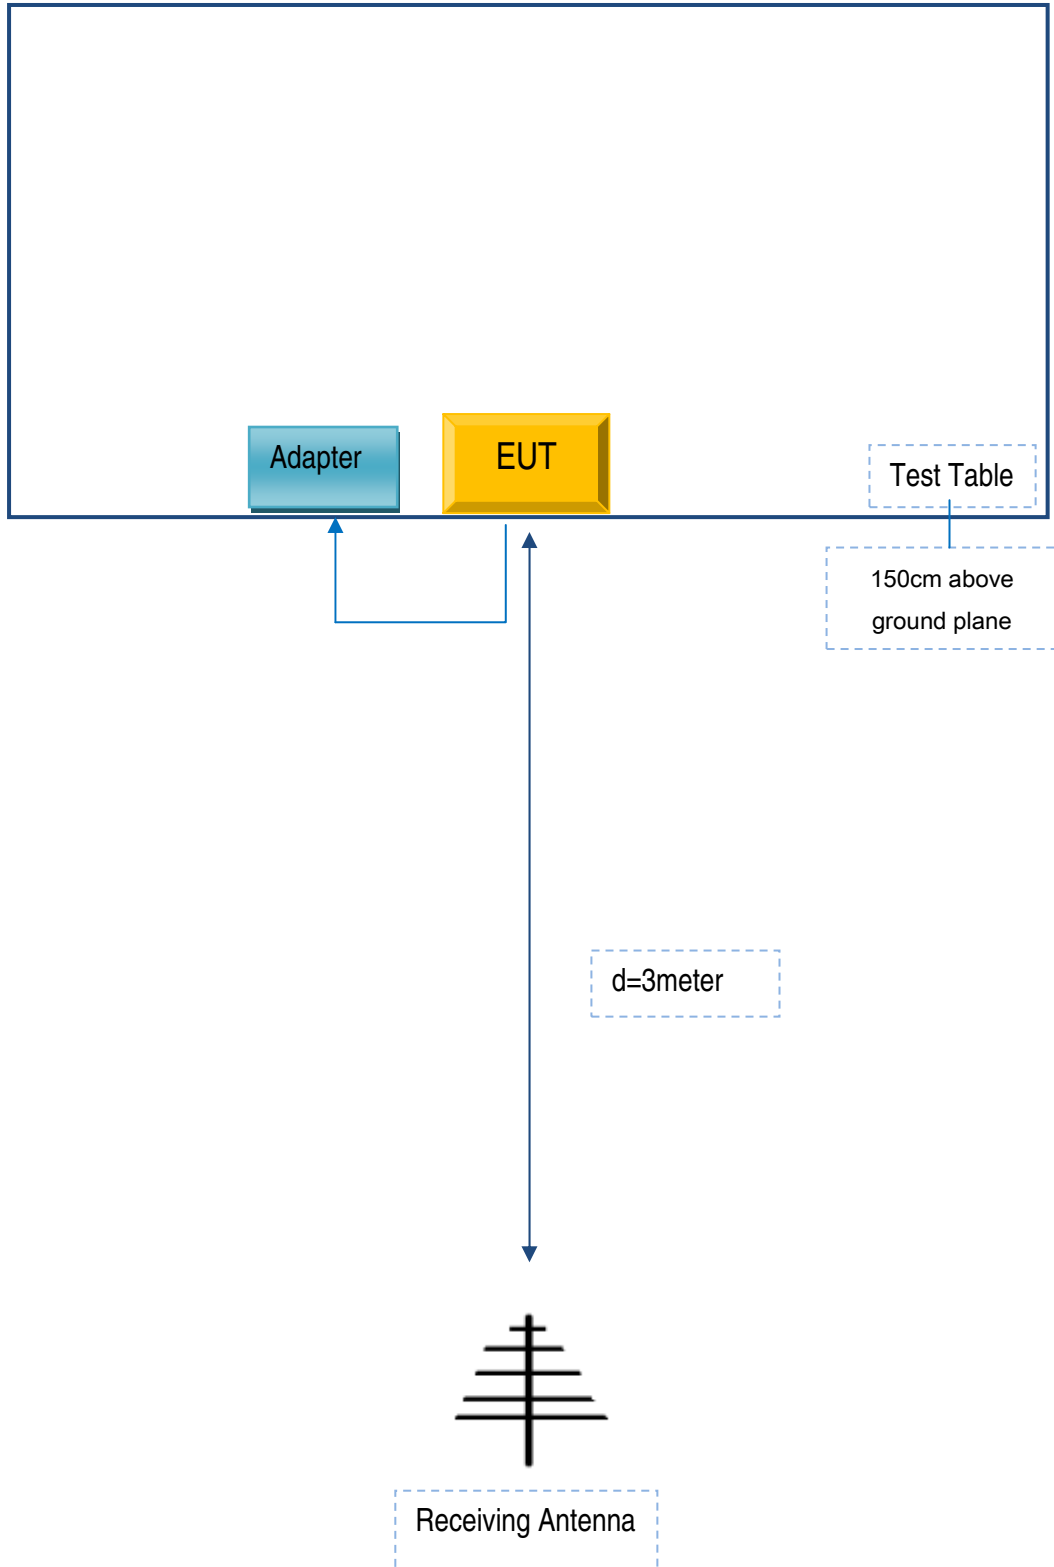 Adapter
EUT
Test Table
150cm above
ground plane
d=3meter
Receiving Antenna